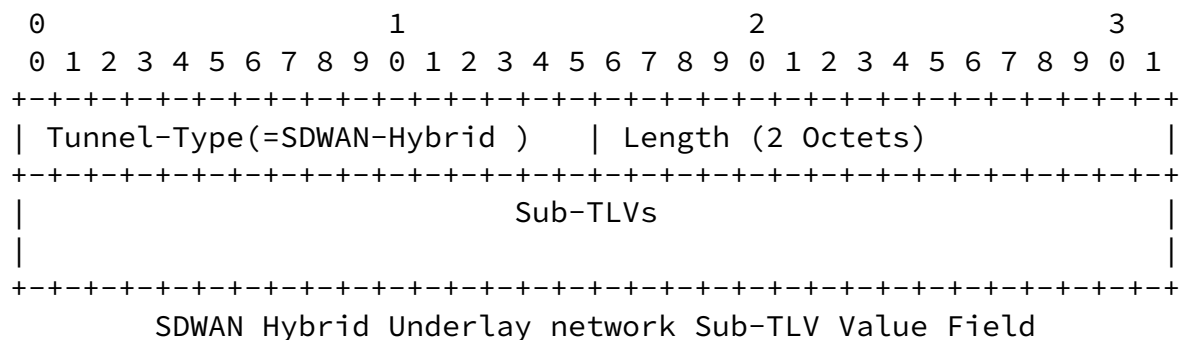 0                   1                   2                   3
 0 1 2 3 4 5 6 7 8 9 0 1 2 3 4 5 6 7 8 9 0 1 2 3 4 5 6 7 8 9 0 1
+-+-+-+-+-+-+-+-+-+-+-+-+-+-+-+-+-+-+-+-+-+-+-+-+-+-+-+-+-+-+-+-+
| Tunnel-Type(=SDWAN-Hybrid )   | Length (2 Octets)             |
+-+-+-+-+-+-+-+-+-+-+-+-+-+-+-+-+-+-+-+-+-+-+-+-+-+-+-+-+-+-+-+-+
|                           Sub-TLVs                            |
|                                                               |
+-+-+-+-+-+-+-+-+-+-+-+-+-+-+-+-+-+-+-+-+-+-+-+-+-+-+-+-+-+-+-+-+
        SDWAN Hybrid Underlay network Sub-TLV Value Field